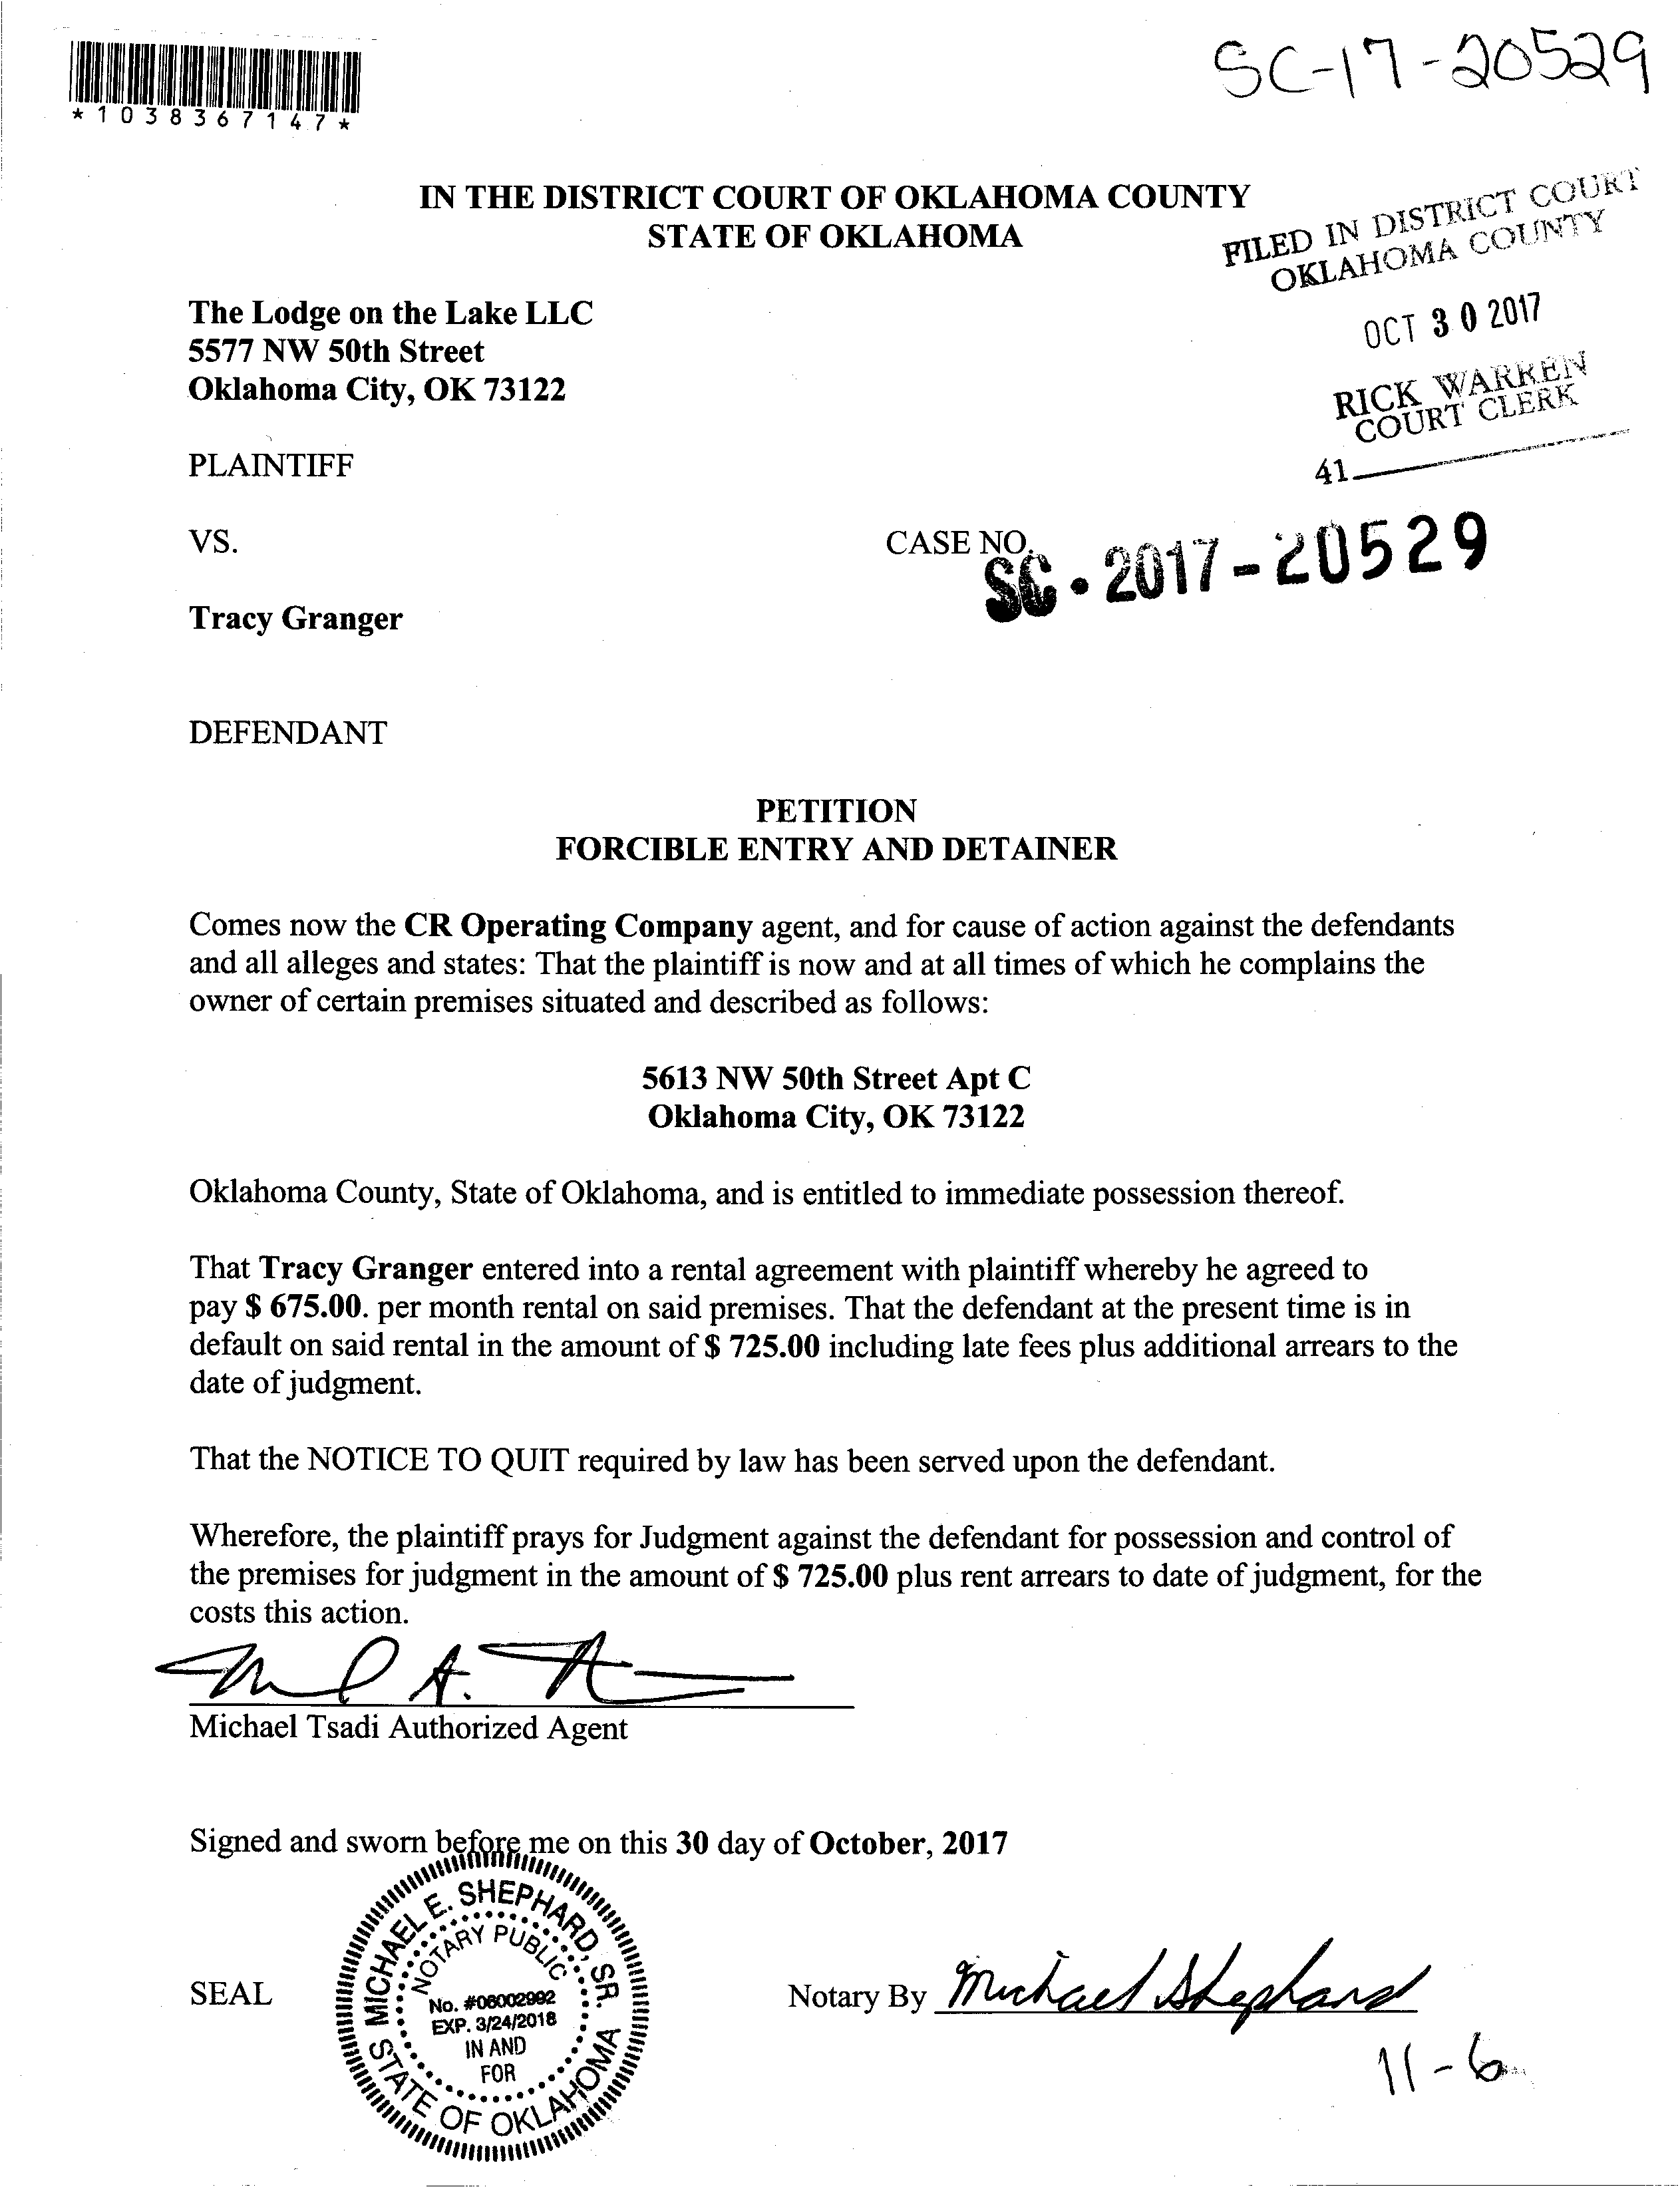 SC-17-20529
*1038367147*
IN THE DISTRICT COURT OF OKLAHOMA COUNTY
STATE OF OKLAHOMA
FILED IN DISTRICT COURT
OKLAHOMA COUNTY
OCT 30 2017
RICK WARREN
COURT CLERK
41
The Lodge on the Lake LLC
5577 NW 50th Street
Oklahoma City, OK 73122
PLAINTIFF
VS.
CASE NO.
SC-2017-20529
Tracy Granger
DEFENDANT
PETITION
FORCIBLE ENTRY AND DETAINER
Comes now the CR Operating Company agent, and for cause of action against the defendants
and all alleges and states: That the plaintiff is now and at all times of which he complains the
owner of certain premises situated and described as follows:
5613 NW 50th Street Apt C
Oklahoma City, OK 73122
Oklahoma County, State of Oklahoma, and is entitled to immediate possession thereof.
That Tracy Granger entered into a rental agreement with plaintiff whereby he agreed to
pay $ 675.00. per month rental on said premises. That the defendant at the present time is in
default on said rental in the amount of $ 725.00 including late fees plus additional arrears to the
date of judgment.
That the NOTICE TO QUIT required by law has been served upon the defendant.
Wherefore, the plaintiff prays for Judgment against the defendant for possession and control of
the premises for judgment in the amount of $ 725.00 plus rent arrears to date of judgment, for the
costs this action.
Michael Tsadi Authorized Agent
Signed and sworn before me on this 30 day of October, 2017
SEAL
MICHAEL E. SHEPHARD, SR.
NOTARY PUBLIC
No. #06002992
EXP. 3/24/2018
IN AND
FOR
STATE OF OKLAHOMA
Notary By Michael Shephard
11-6